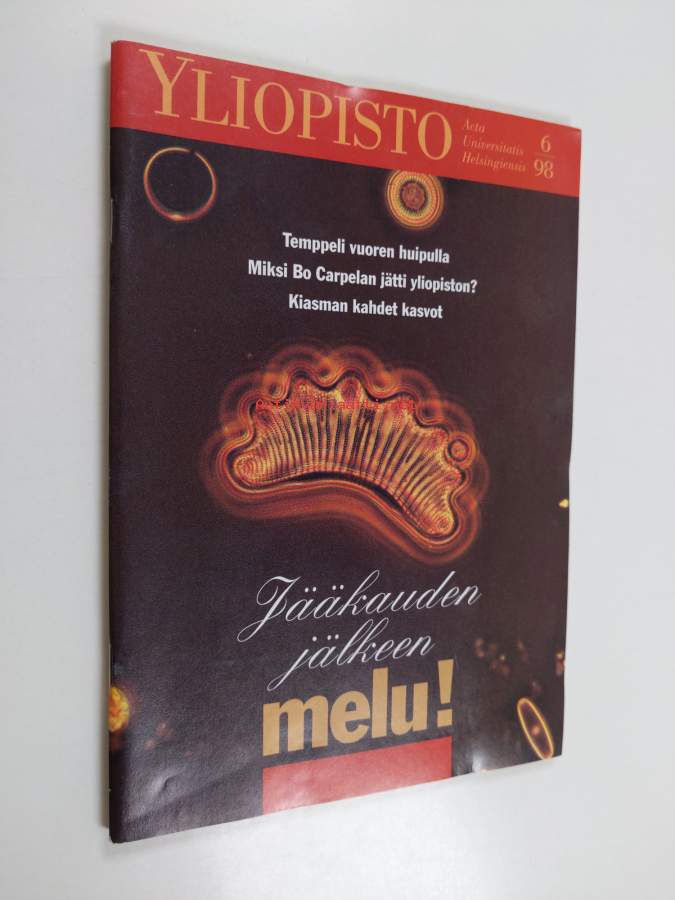 YLIOPISTO
Acta
Universitatis
Helsingiensis
6
98
Temppeli vuoren huipulla
Miksi Bo Carpelan jätti yliopiston?
Kiasman kahdet kasvot
Jääkauden
jälkeen
melu!